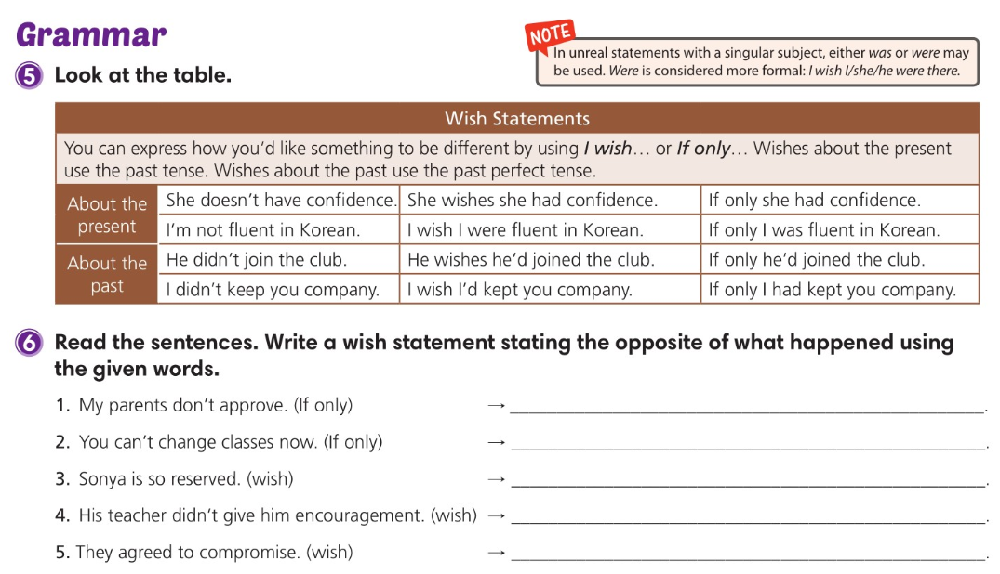 Grammar
NOTE
In unreal statements with a singular subject, either was or were may
be used. Were is considered more formal: I wish I/she/he were there.
5 Look at the table.
Wish Statements
You can express how you'd like something to be different by using I wish... or If only... Wishes about the present
use the past tense. Wishes about the past use the past perfect tense.
About the present
She doesn't have confidence. She wishes she had confidence. If only she had confidence.
I'm not fluent in Korean. I wish I were fluent in Korean. If only I was fluent in Korean.
About the past
He didn't join the club. He wishes he'd joined the club. If only he'd joined the club.
I didn't keep you company. I wish I'd kept you company. If only I had kept you company.
6 Read the sentences. Write a wish statement stating the opposite of what happened using
the given words.
1. My parents don't approve. (If only) → .
2. You can't change classes now. (If only) → .
3. Sonya is so reserved. (wish) → .
4. His teacher didn't give him encouragement. (wish) → .
5. They agreed to compromise. (wish) → .